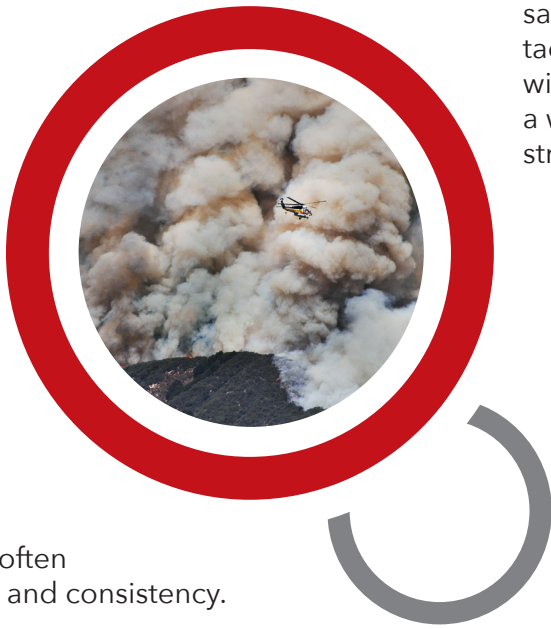 sa
tac
wi
a w
str
often
and consistency.